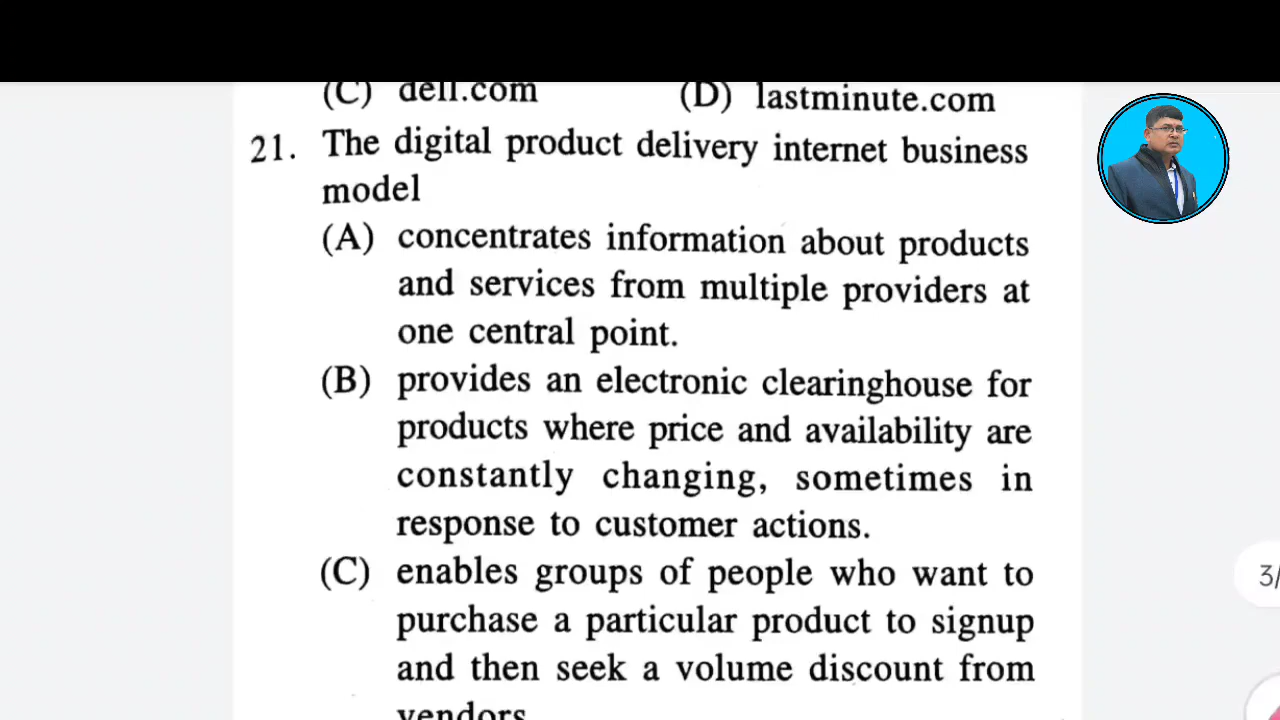 (C) dell.com (D) lastminute.com
21. The digital product delivery internet business
model
(A) concentrates information about products
and services from multiple providers at
one central point.
(B) provides an electronic clearinghouse for
products where price and availability are
constantly changing, sometimes in
response to customer actions.
(C) enables groups of people who want to
3/
purchase a particular product to signup
and then seek a volume discount from
vendors